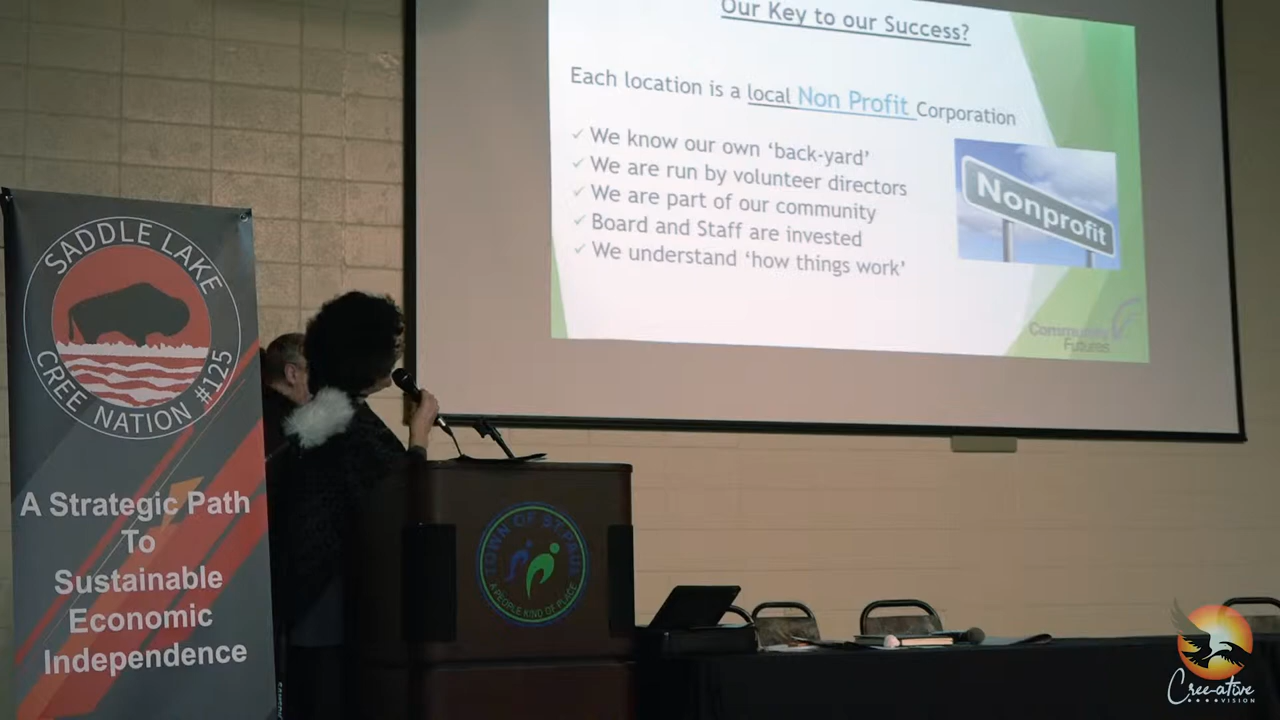 Our Key to our Success?
Each location is a local Non Profit Corporation
✓ We know our own ‘back-yard’
✓ We are run by volunteer directors
✓ We are part of our community
✓ Board and Staff are invested
✓ We understand ‘how things work’
Nonprofit
Community
Futures
SADDLE LAKE
CREE NATION #125
A Strategic Path
To
Sustainable
Economic
Independence
TOWN OF ST. PAUL
A PEOPLE KIND OF PLACE
Cree-ative
VISION